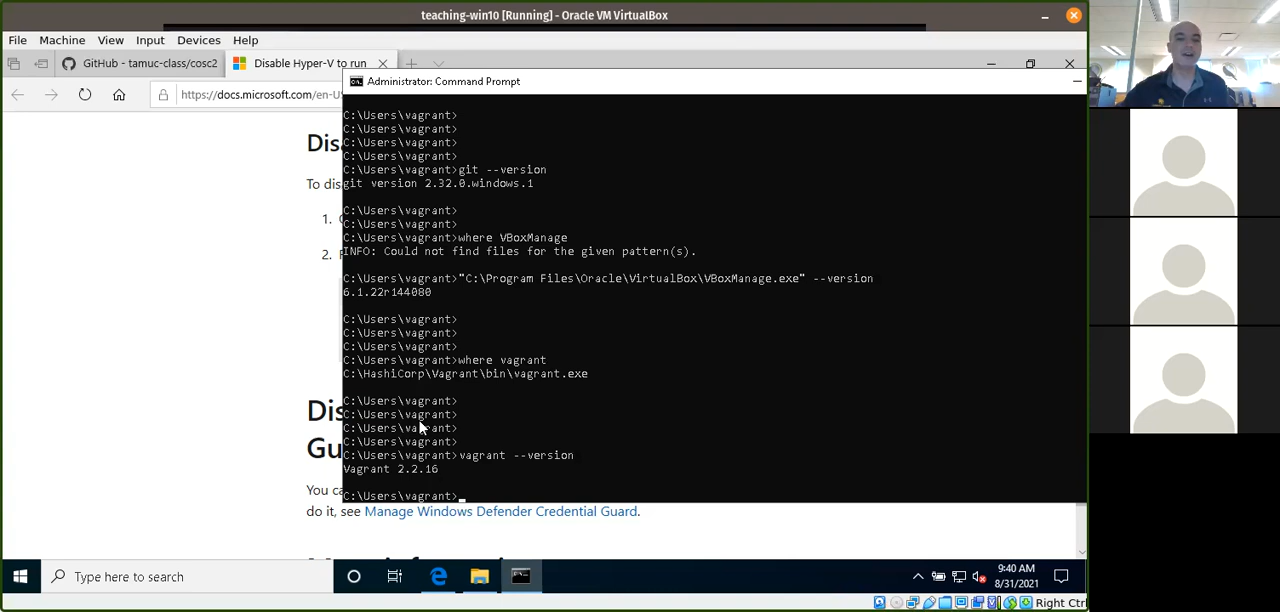 teaching-win10 [Running] - Oracle VM VirtualBox
File Machine View Input Devices Help
GitHub - tamuc-class/cosc2
Disable Hyper-V to run
https://docs.microsoft.com/en-U
Administrator: Command Prompt
Dis
To dis
1.
2.
Dis
Gu
You ca
do it, see Manage Windows Defender Credential Guard.
C:\Users\vagrant>
C:\Users\vagrant>
C:\Users\vagrant>
C:\Users\vagrant>
C:\Users\vagrant>git --version
git version 2.32.0.windows.1
C:\Users\vagrant>
C:\Users\vagrant>
C:\Users\vagrant>where VBoxManage
INFO: Could not find files for the given pattern(s).
C:\Users\vagrant>"C:\Program Files\Oracle\VirtualBox\VBoxManage.exe" --version
6.1.22r144080
C:\Users\vagrant>
C:\Users\vagrant>
C:\Users\vagrant>
C:\Users\vagrant>where vagrant
C:\HashiCorp\Vagrant\bin\vagrant.exe
C:\Users\vagrant>
C:\Users\vagrant>
C:\Users\vagrant>
C:\Users\vagrant>
C:\Users\vagrant>vagrant --version
Vagrant 2.2.16
C:\Users\vagrant>
Type here to search
9:40 AM
8/31/2021
Right Ctrl